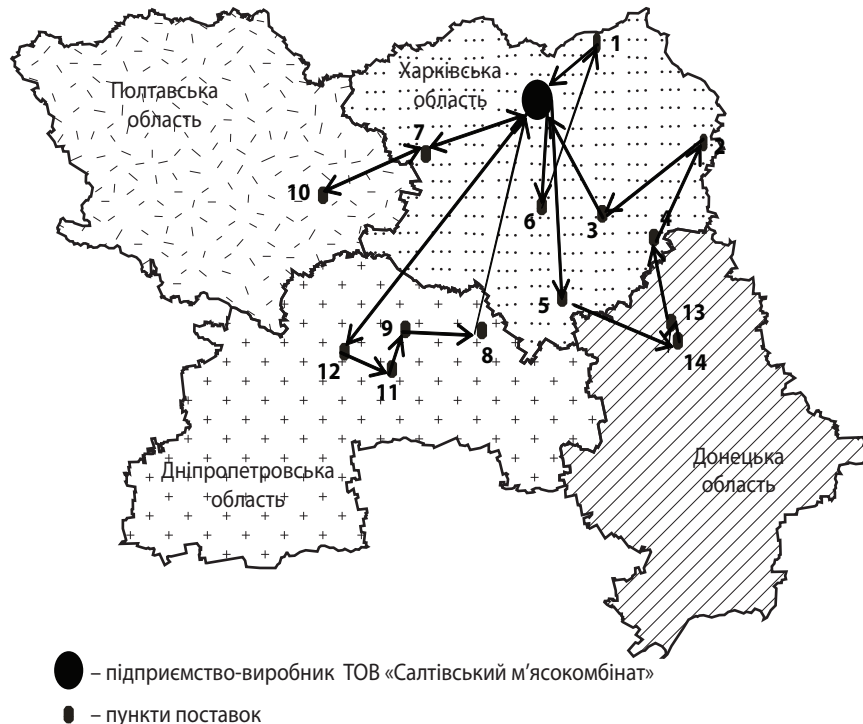 1
Харківська
область
Полтавська
область
7
2
10
6
3
4
5
13
9
8
14
12
11
Донецька
область
Дніпропетровська
область
– підприємство-виробник ТОВ «Салтівський м’ясокомбінат»
– пункти поставок